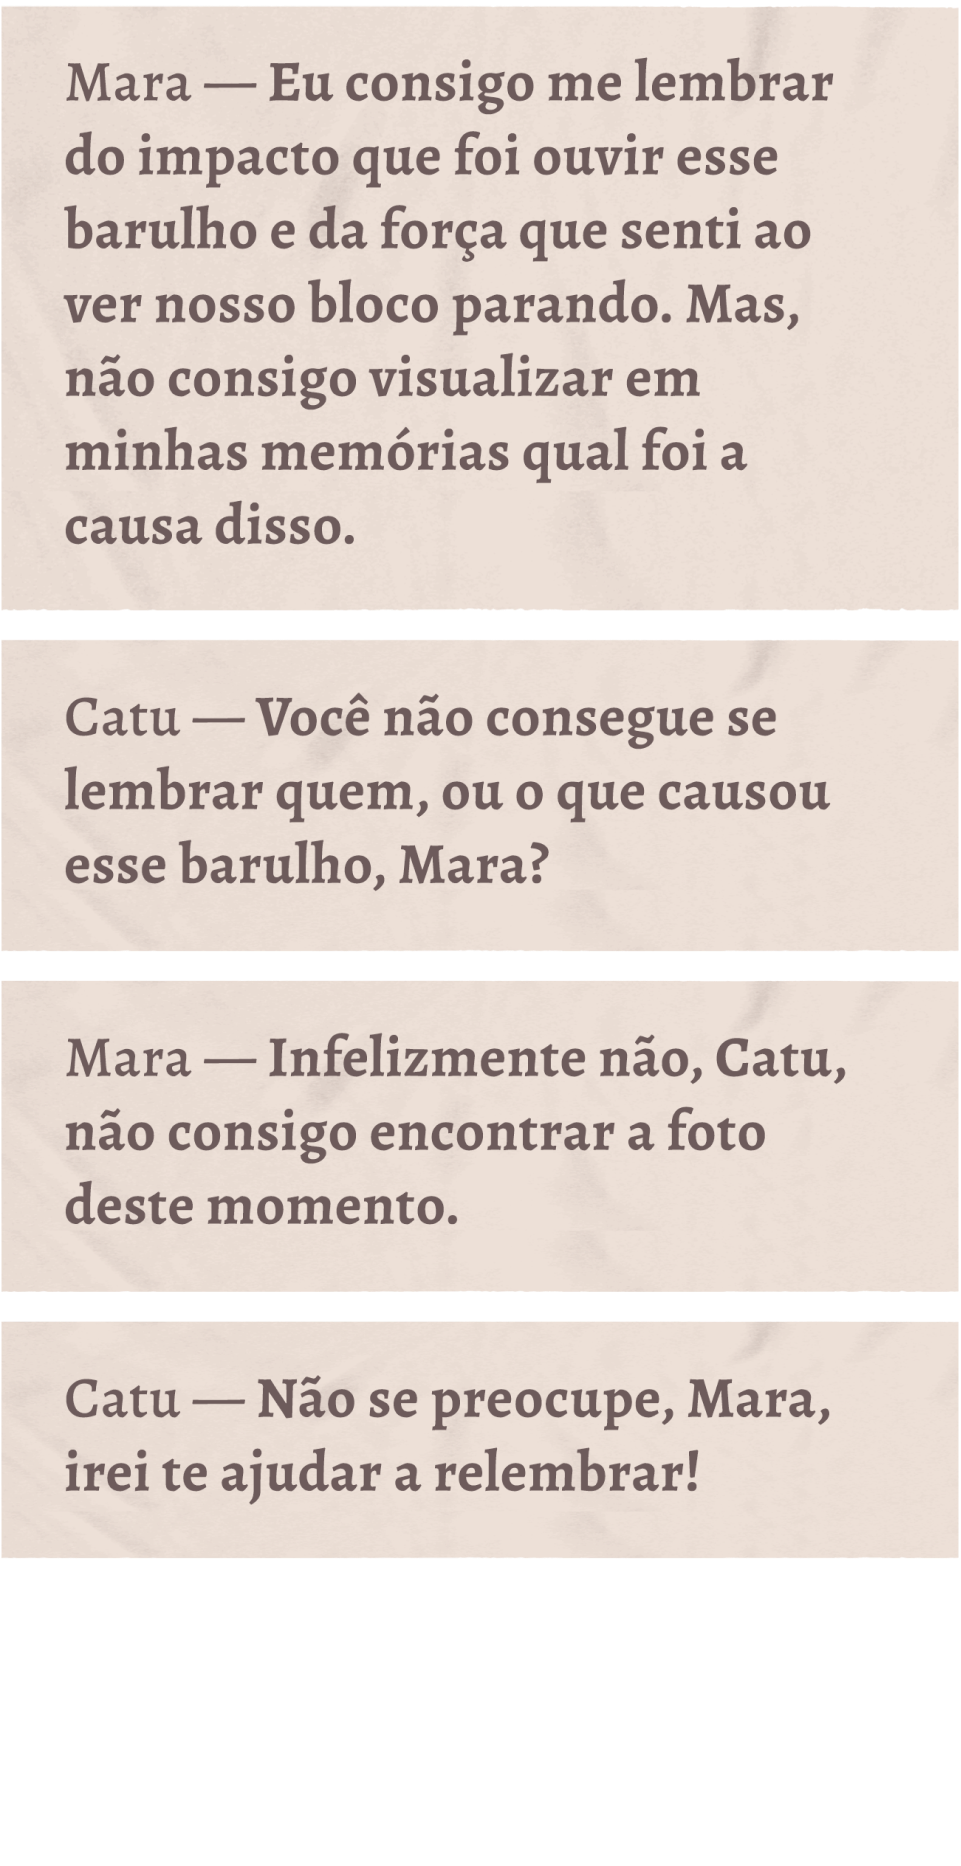 Mara — Eu consigo me lembrar
do impacto que foi ouvir esse
barulho e da força que senti ao
ver nosso bloco parando. Mas,
não consigo visualizar em
minhas memórias qual foi a
causa disso.
Catu — Você não consegue se
lembrar quem, ou o que causou
esse barulho, Mara?
Mara — Infelizmente não, Catu,
não consigo encontrar a foto
deste momento.
Catu — Não se preocupe, Mara,
irei te ajudar a relembrar!